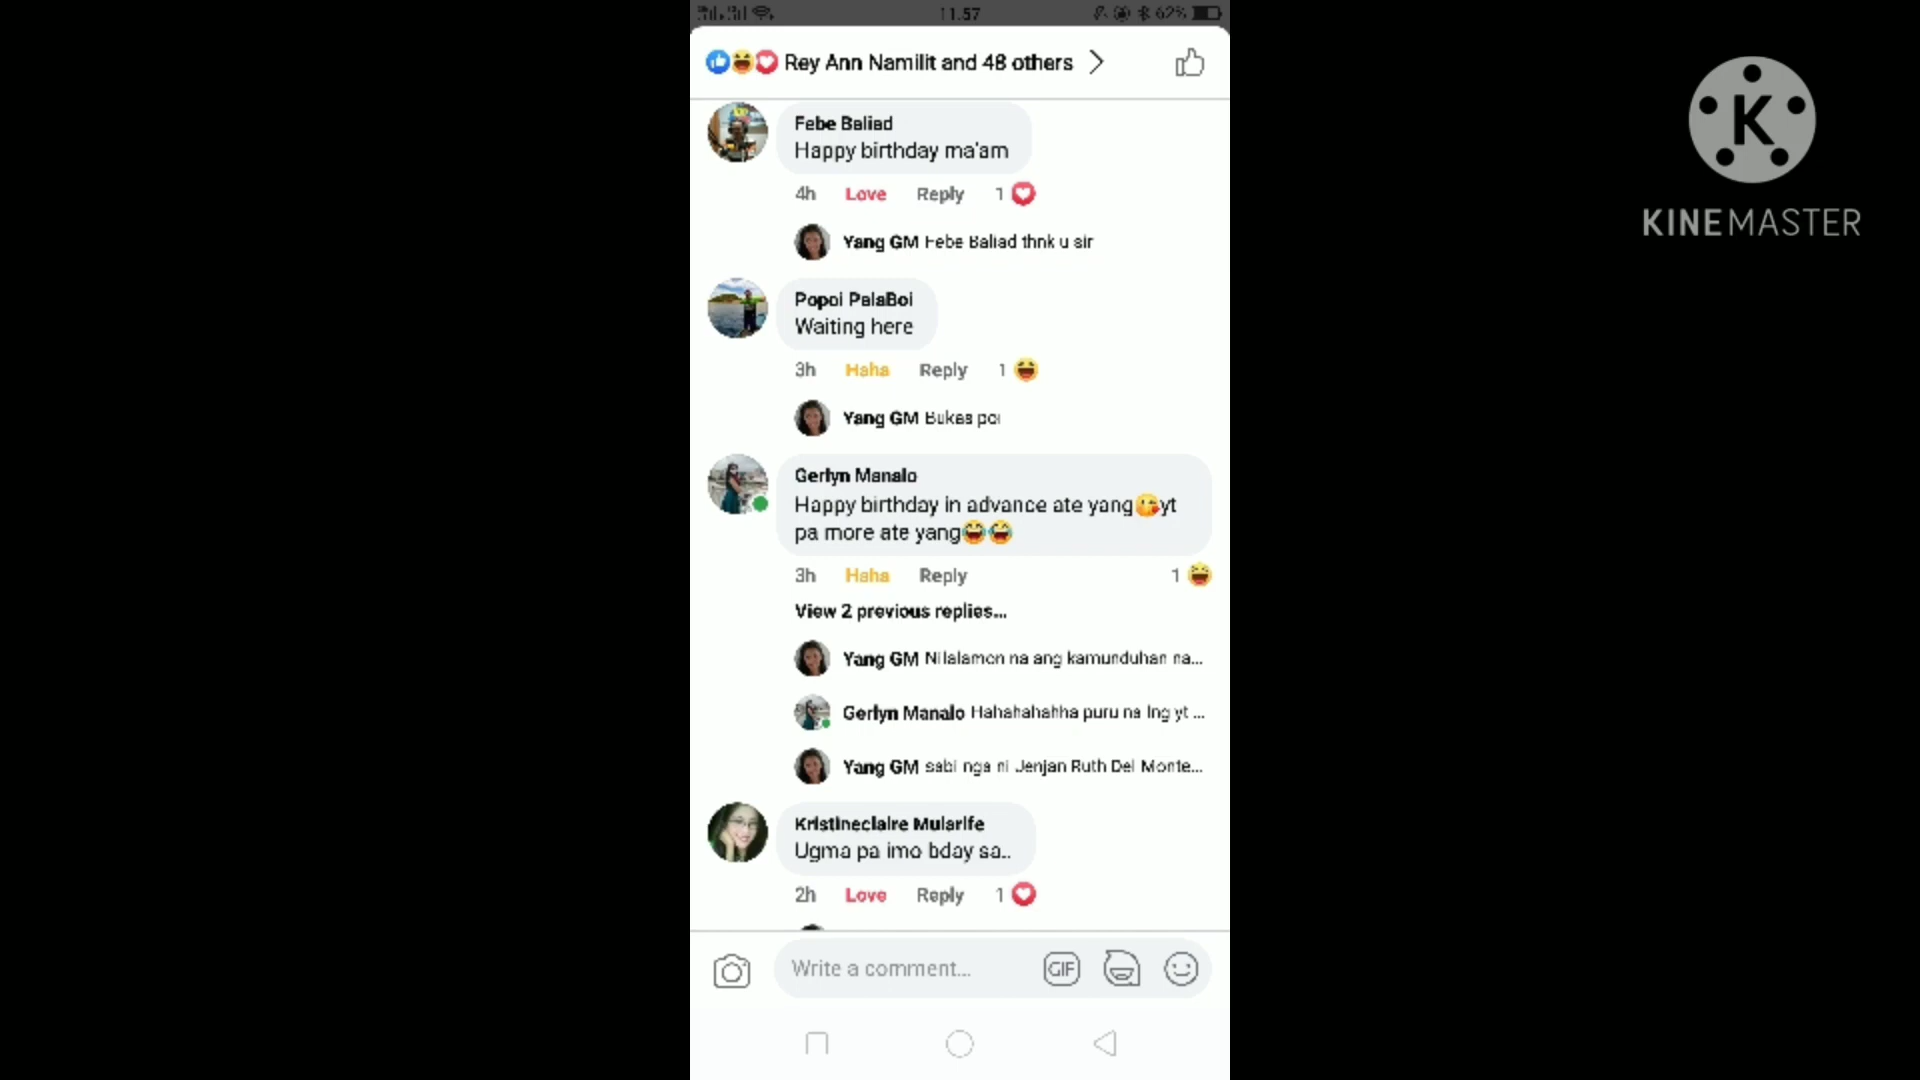 11.57
62%
Rey Ann Namilit and 48 others
Febe Baliad
Happy birthday ma'am
4h Love Reply 1
Yang GM Febe Baliad thnk u sir
Popoi PalaBoi
Waiting here
3h Haha Reply 1
Yang GM Bukas poi
Gerlyn Manalo
Happy birthday in advance ate yang😘yt
pa more ate yang😂😂
3h Haha Reply 1
View 2 previous replies...
Yang GM Nilalamon na ang kamunduhan na...
Gerlyn Manalo Hahahahahha puru na lng yt ...
Yang GM sabi nga ni Jenjan Ruth Del Monte...
Kristineclaire Mularife
Ugma pa imo bday sa..
2h Love Reply 1
Write a comment...
GIF
K
KINEMASTER